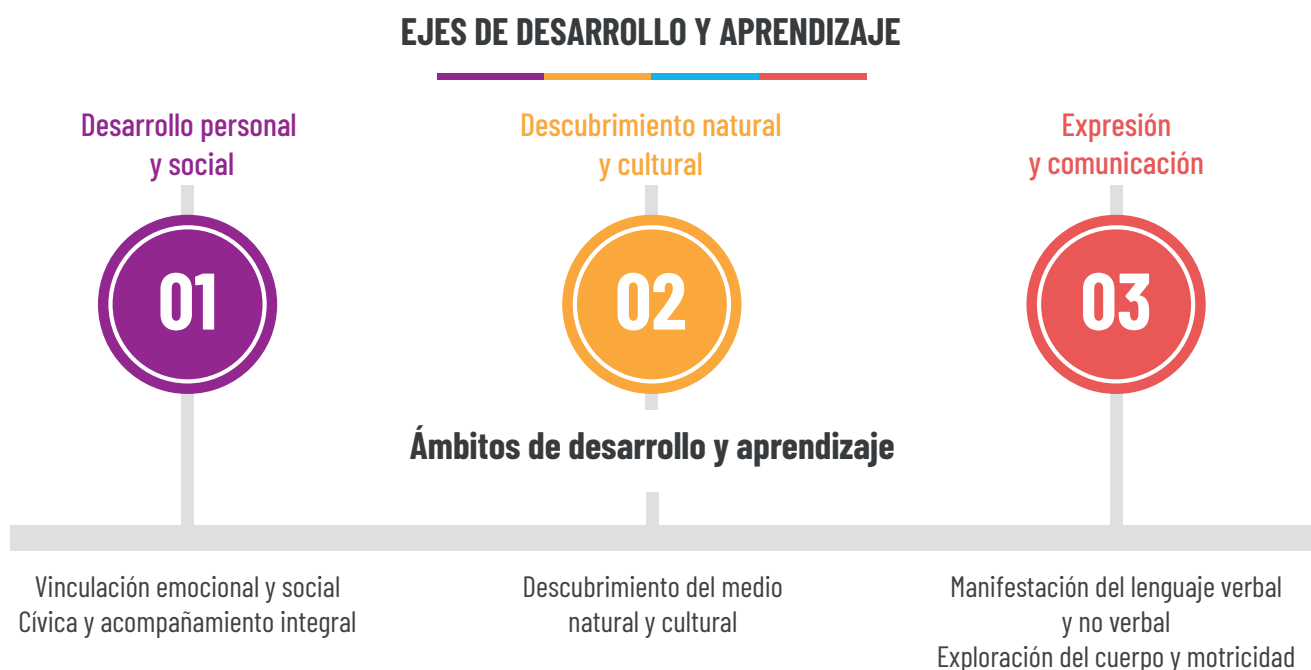 EJES DE DESARROLLO Y APRENDIZAJE
Desarrollo personal
y social
Descubrimiento natural
y cultural
Expresión
y comunicación
01
02
03
Ámbitos de desarrollo y aprendizaje
Vinculación emocional y social
Cívica y acompañamiento integral
Descubrimiento del medio
natural y cultural
Manifestación del lenguaje verbal
y no verbal
Exploración del cuerpo y motricidad